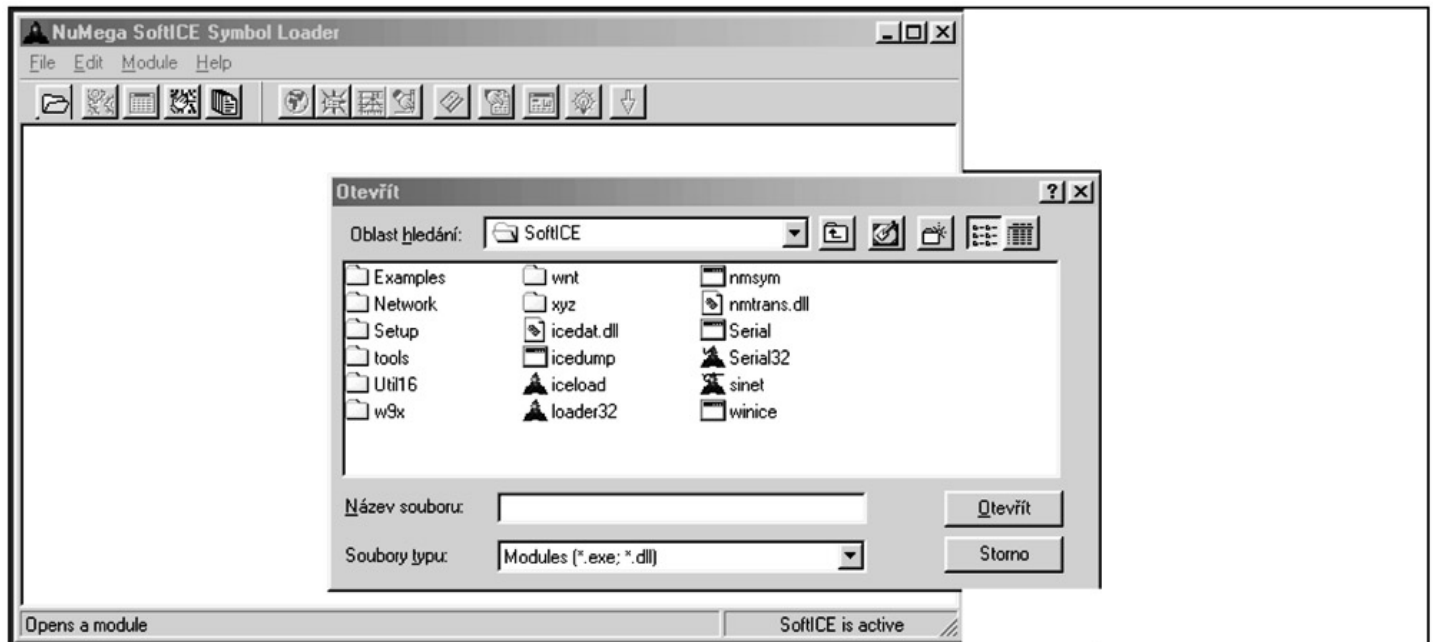 NuMega SoftICE Symbol Loader
File Edit Module Help
Otevřít
Oblast hledání: SoftICE
Examples wnt nmsym
Network xyz nmtrans.dll
Setup icedat.dll Serial
tools icedump Serial32
Util16 iceload sinet
w9x loader32 winice
Název souboru: Otevřít
Soubory typu: Modules (*.exe; *.dll) Storno
Opens a module SoftICE is active